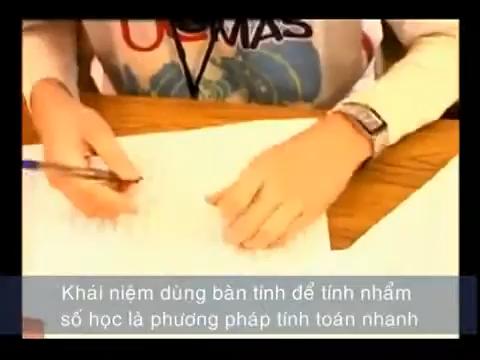 UCMAS
Khái niệm dùng bàn tính để tính nhẩm
số học là phương pháp tính toán nhanh